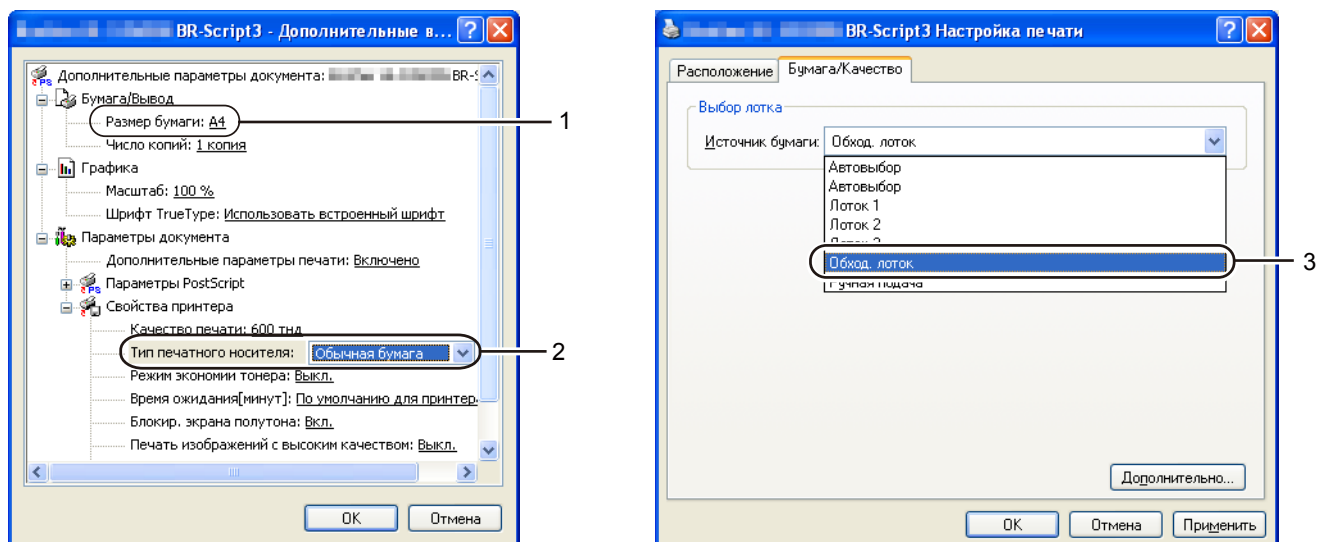 BR-Script3 - Дополнительные в...
Дополнительные параметры документа: BR-S
Бумага/Вывод
Размер бумаги: A4
1
Число копий: 1 копия
Графика
Масштаб: 100 %
Шрифт TrueType: Использовать встроенный шрифт
Параметры документа
Дополнительные параметры печати: Включено
Параметры PostScript
Свойства принтера
Качество печати: 600 тнд
Тип печатного носителя: Обычная бумага
2
Режим экономии тонера: Выкл.
Время ожидания[минут]: По умолчанию для принтер
Блокир. экрана полутона: Вкл.
Печать изображений с высоким качеством: Выкл.
OK Отмена
BR-Script3 Настройка печати
Расположение Бумага/Качество
Выбор лотка
Источник бумаги: Обход. лоток
Автовыбор
Автовыбор
Лоток 1
Лоток 2
Обход. лоток
3
Ручная подача
Дополнительно...
OK Отмена Применить